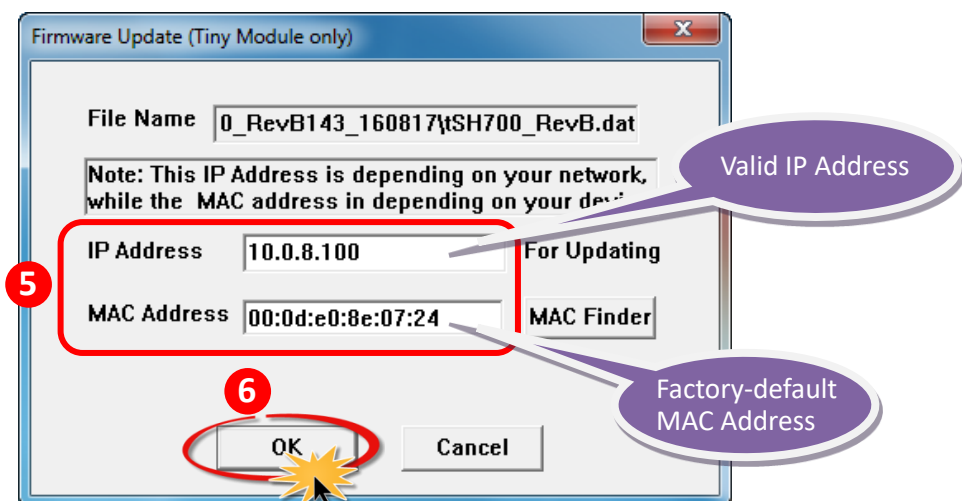 Firmware Update (Tiny Module only)
x
File Name 0_RevB143_160817\tSH700_RevB.dat
Note: This IP Address is depending on your network,
while the MAC address in depending on your
Valid IP Address
5
IP Address 10.0.8.100 For Updating
MAC Address 00:0d:e0:8e:07:24 MAC Finder
Factory-default
MAC Address
6
OK Cancel